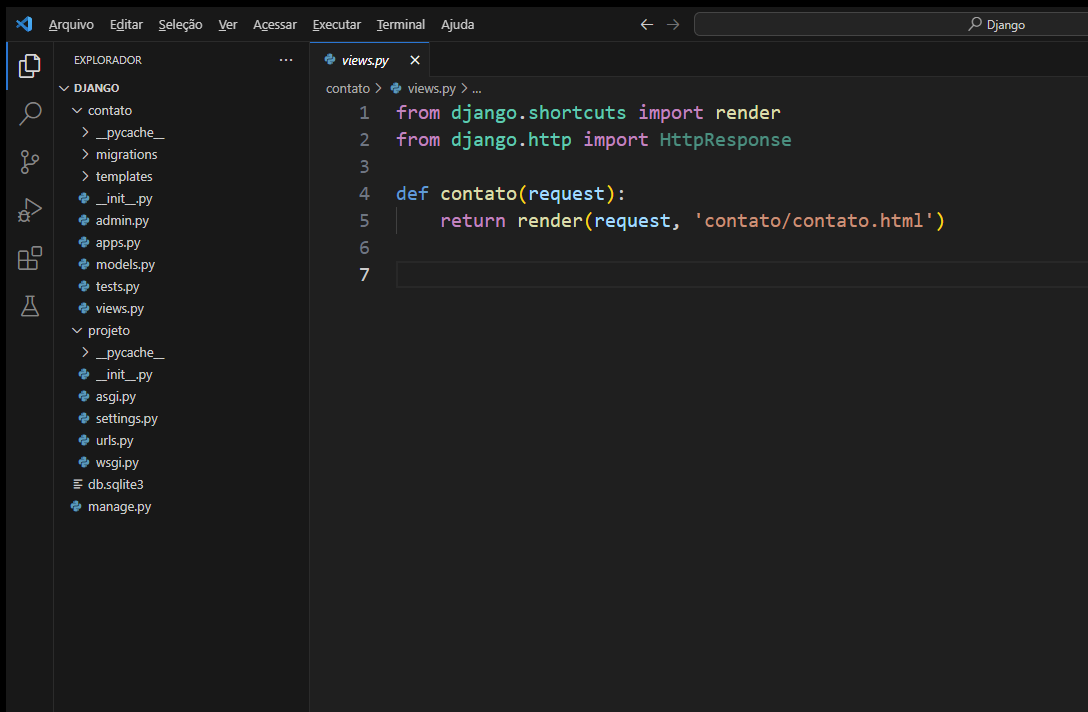 Arquivo Editar Seleção Ver Acessar Executar Terminal Ajuda Django
EXPLORADOR ... views.py
DJANGO
contato
__pycache__
migrations
templates
__init__.py
admin.py
apps.py
models.py
tests.py
views.py
projeto
__pycache__
__init__.py
asgi.py
settings.py
urls.py
wsgi.py
db.sqlite3
manage.py
contato > views.py > ...
1 from django.shortcuts import render
2 from django.http import HttpResponse
3
4 def contato(request):
5     return render(request, 'contato/contato.html')
6
7